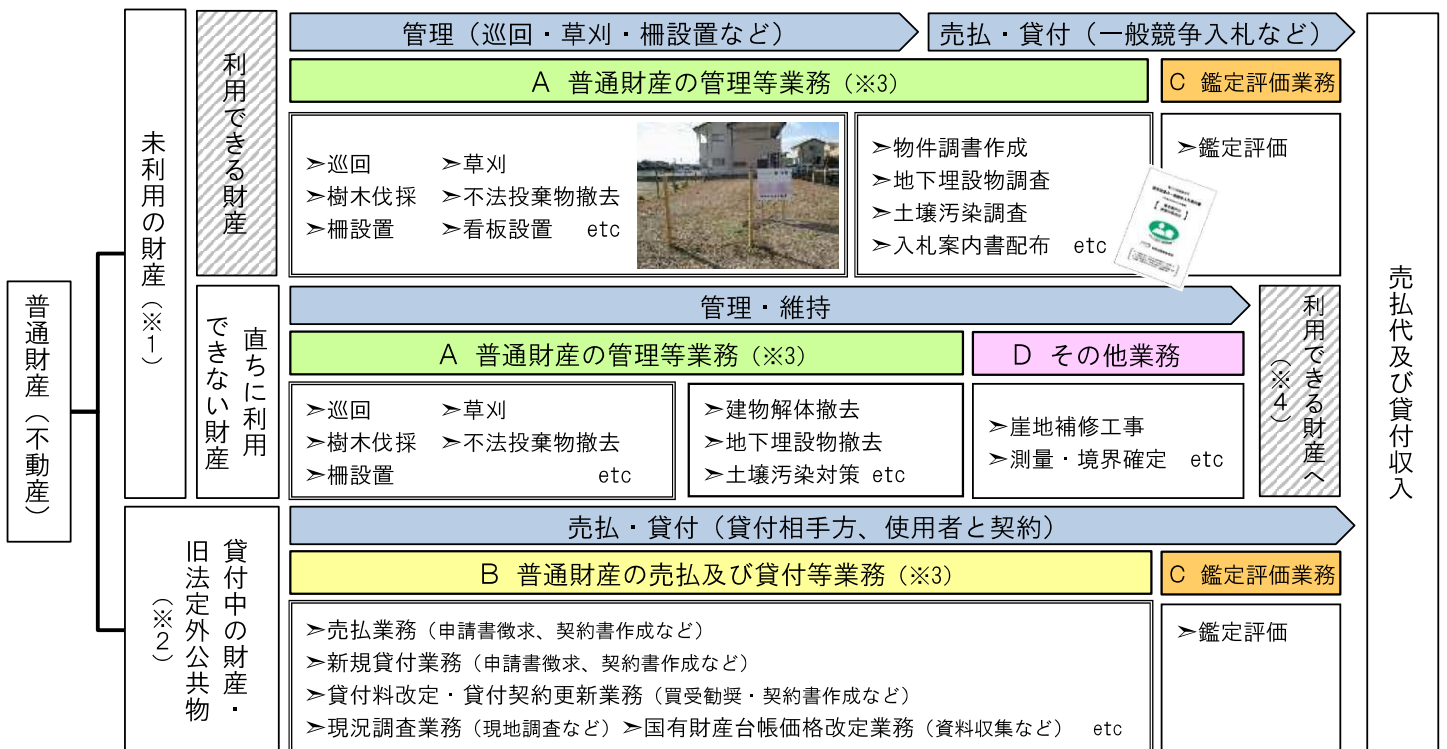 普通財産（不動産）
未利用の財産（※1）
利用できる財産
管理（巡回・草刈・柵設置など）
売払・貸付（一般競争入札など）
A 普通財産の管理等業務（※3）
C 鑑定評価業務
➢巡回 ➢草刈
➢樹木伐採 ➢不法投棄物撤去
➢柵設置 ➢看板設置 etc
➢物件調書作成
➢地下埋設物調査
➢土壌汚染調査
➢入札案内書配布 etc
➢鑑定評価
直ちに利用
できない財産
管理・維持
A 普通財産の管理等業務（※3）
D その他業務
➢巡回 ➢草刈
➢樹木伐採 ➢不法投棄物撤去
➢柵設置 etc
➢建物解体撤去
➢地下埋設物撤去
➢土壌汚染対策 etc
➢崖地補修工事
➢測量・境界確定 etc
利用できる財産へ
（※4）
貸付中の財産・
旧法定外公共物
（※2）
売払・貸付（貸付相手方、使用者と契約）
B 普通財産の売払及び貸付等業務（※3）
C 鑑定評価業務
➢売払業務（申請書徴求、契約書作成など）
➢新規貸付業務（申請書徴求、契約書作成など）
➢貸付料改定・貸付契約更新業務（買受勧奨・契約書作成など）
➢現況調査業務（現地調査など）➢国有財産台帳価格改定業務（資料収集など） etc
➢鑑定評価
売払代及び貸付収入